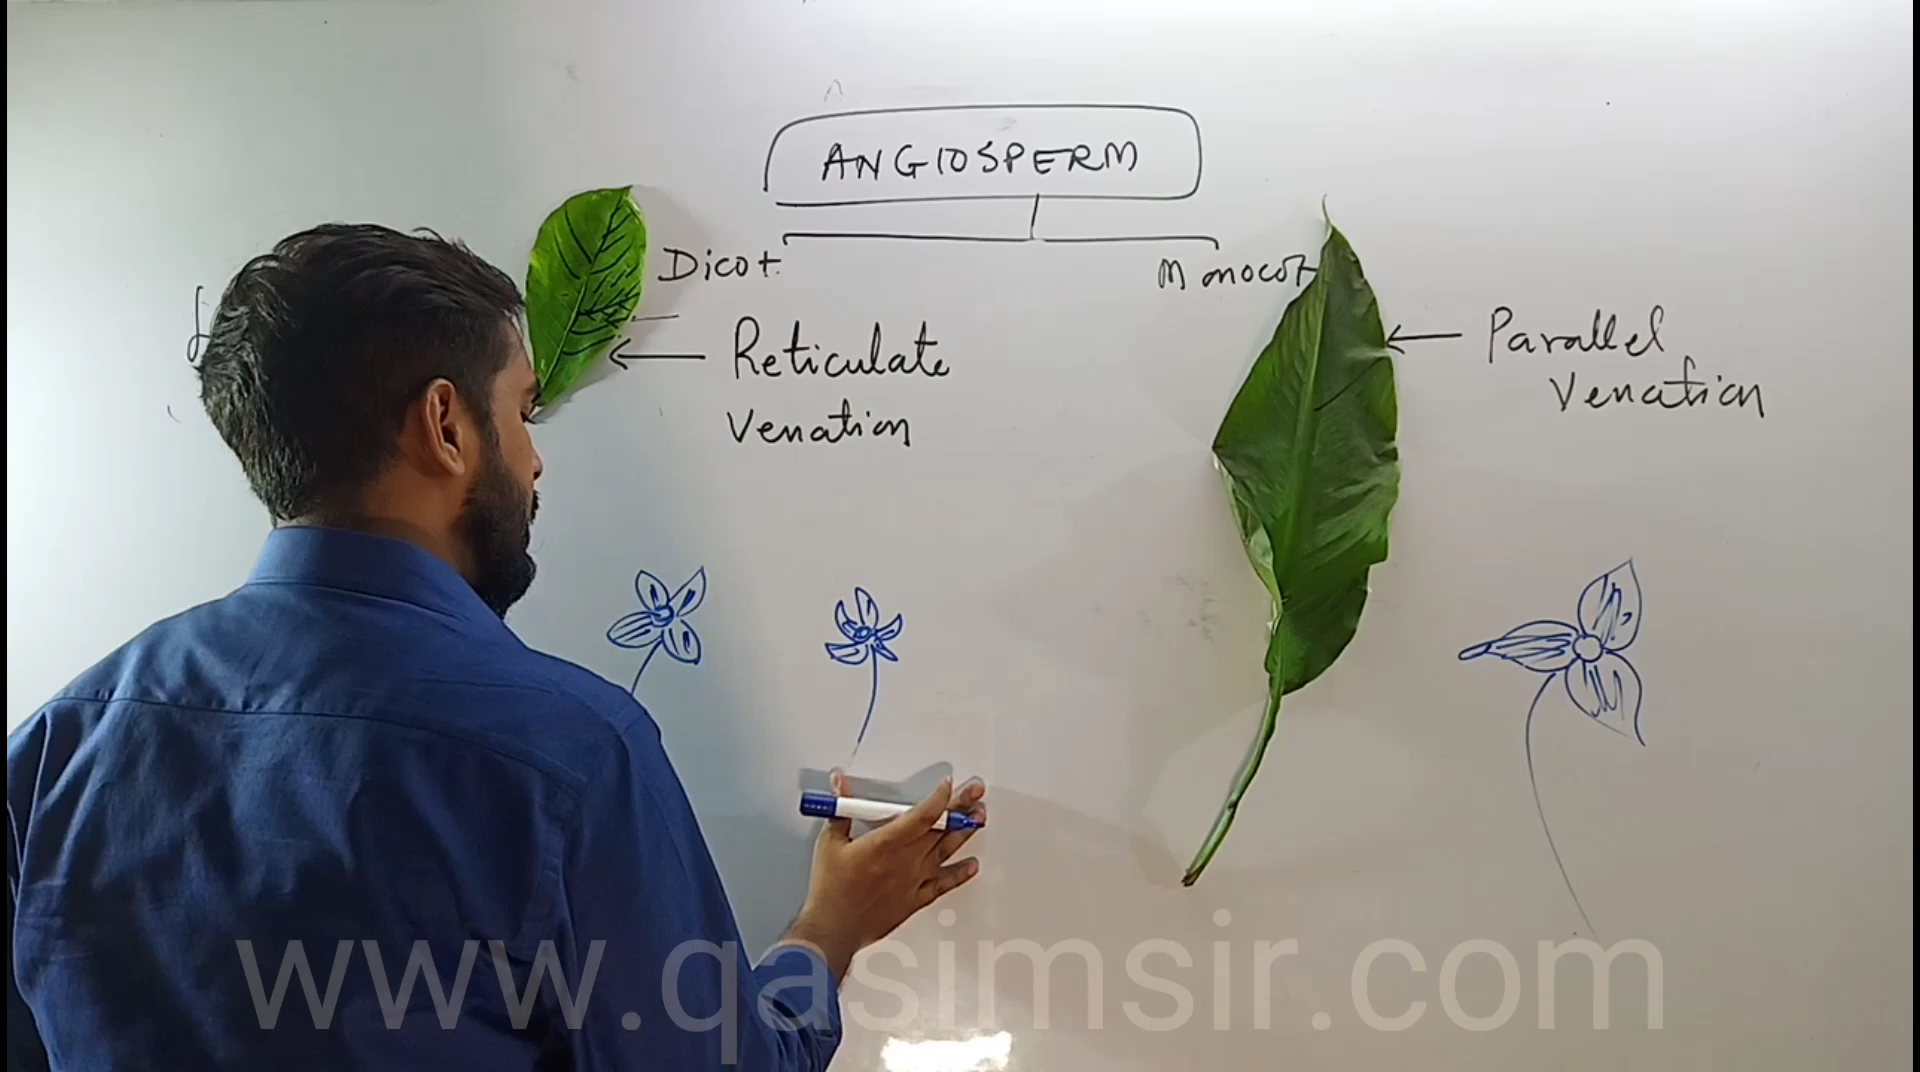 ANGIOSPERM
Dicot
Monocot
Reticulate
Venation
Parallel
Venation
www.qasimsir.com